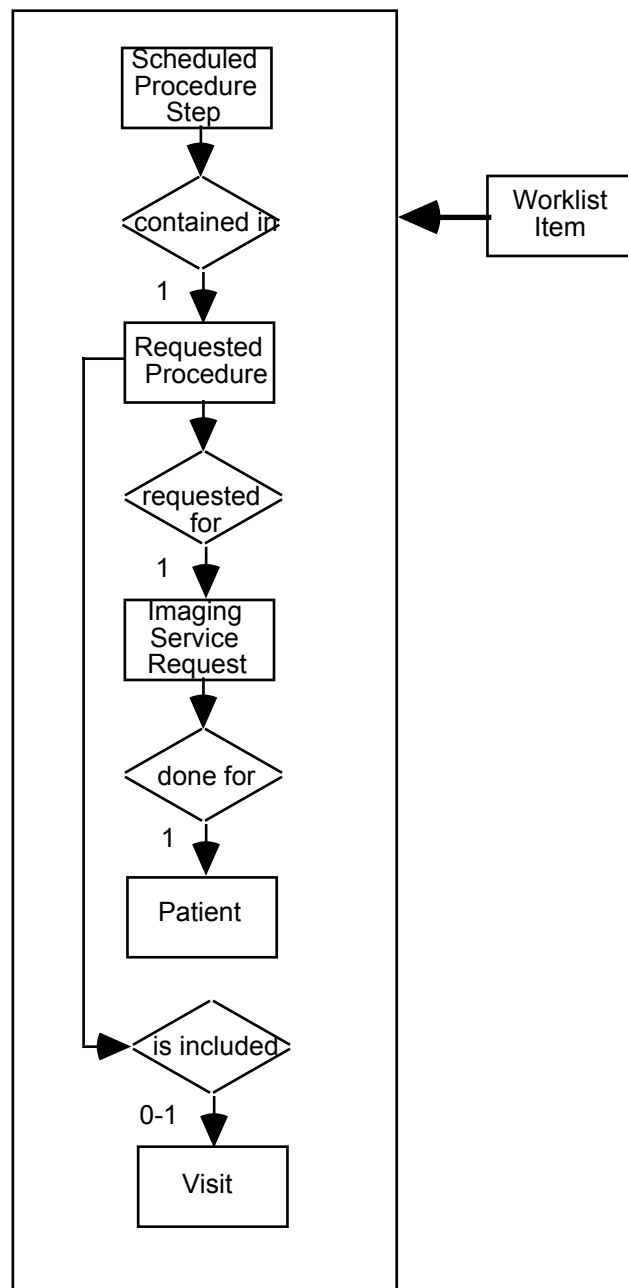 Scheduled
Procedure
Step
contained in
Worklist
Item
1
Requested
Procedure
requested
for
1
Imaging
Service
Request
done for
1
Patient
is included
0-1
Visit